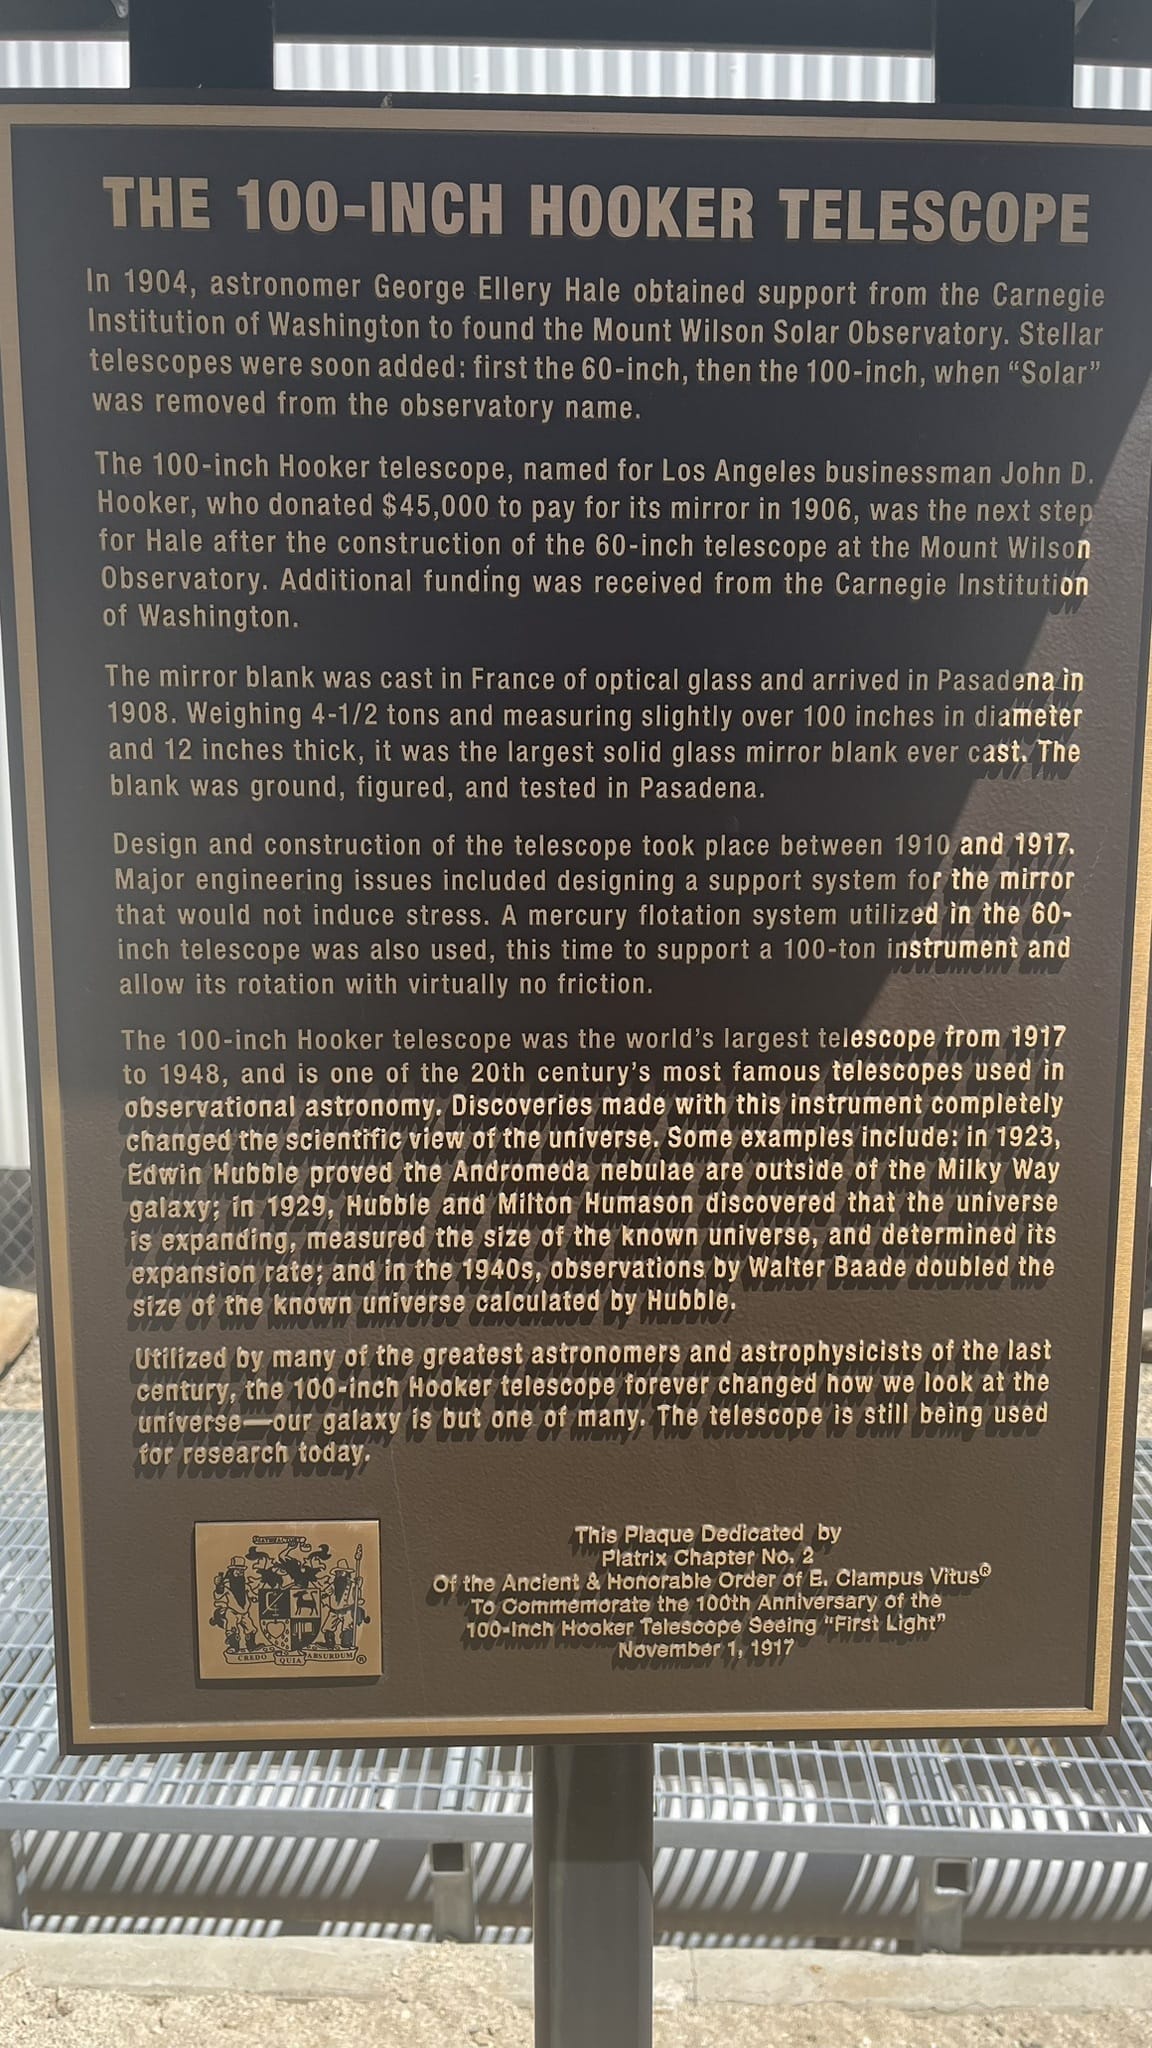 THE 100-INCH HOOKER TELESCOPE
In 1904, astronomer George Ellery Hale obtained support from the Carnegie
Institution of Washington to found the Mount Wilson Solar Observatory. Stellar
telescopes were soon added: first the 60-inch, then the 100-inch, when “Solar”
was removed from the observatory name.
The 100-inch Hooker telescope, named for Los Angeles businessman John D.
Hooker, who donated $45,000 to pay for its mirror in 1906, was the next step
for Hale after the construction of the 60-inch telescope at the Mount Wilson
Observatory. Additional funding was received from the Carnegie Institution
of Washington.
The mirror blank was cast in France of optical glass and arrived in Pasadena in
1908. Weighing 4-1/2 tons and measuring slightly over 100 inches in diameter
and 12 inches thick, it was the largest solid glass mirror blank ever cast. The
blank was ground, figured, and tested in Pasadena.
Design and construction of the telescope took place between 1910 and 1917.
Major engineering issues included designing a support system for the mirror
that would not induce stress. A mercury flotation system utilized in the 60-
inch telescope was also used, this time to support a 100-ton instrument and
allow its rotation with virtually no friction.
The 100-inch Hooker telescope was the world’s largest telescope from 1917
to 1948, and is one of the 20th century’s most famous telescopes used in
observational astronomy. Discoveries made with this instrument completely
changed the scientific view of the universe. Some examples include: in 1923,
Edwin Hubble proved the Andromeda nebulae are outside of the Milky Way
galaxy; in 1929, Hubble and Milton Humason discovered that the universe
is expanding, measured the size of the known universe, and determined its
expansion rate; and in the 1940s, observations by Walter Baade doubled the
size of the known universe calculated by Hubble.
Utilized by many of the greatest astronomers and astrophysicists of the last
century, the 100-inch Hooker telescope forever changed how we look at the
universe—our galaxy is but one of many. The telescope is still being used
for research today.
This Plaque Dedicated by
Platrix Chapter No. 2
Of the Ancient & Honorable Order of E. Clampus Vitus®
To Commemorate the 100th Anniversary of the
100-Inch Hooker Telescope Seeing “First Light”
November 1, 1917
CREDO QUIA ABSURDUM ®